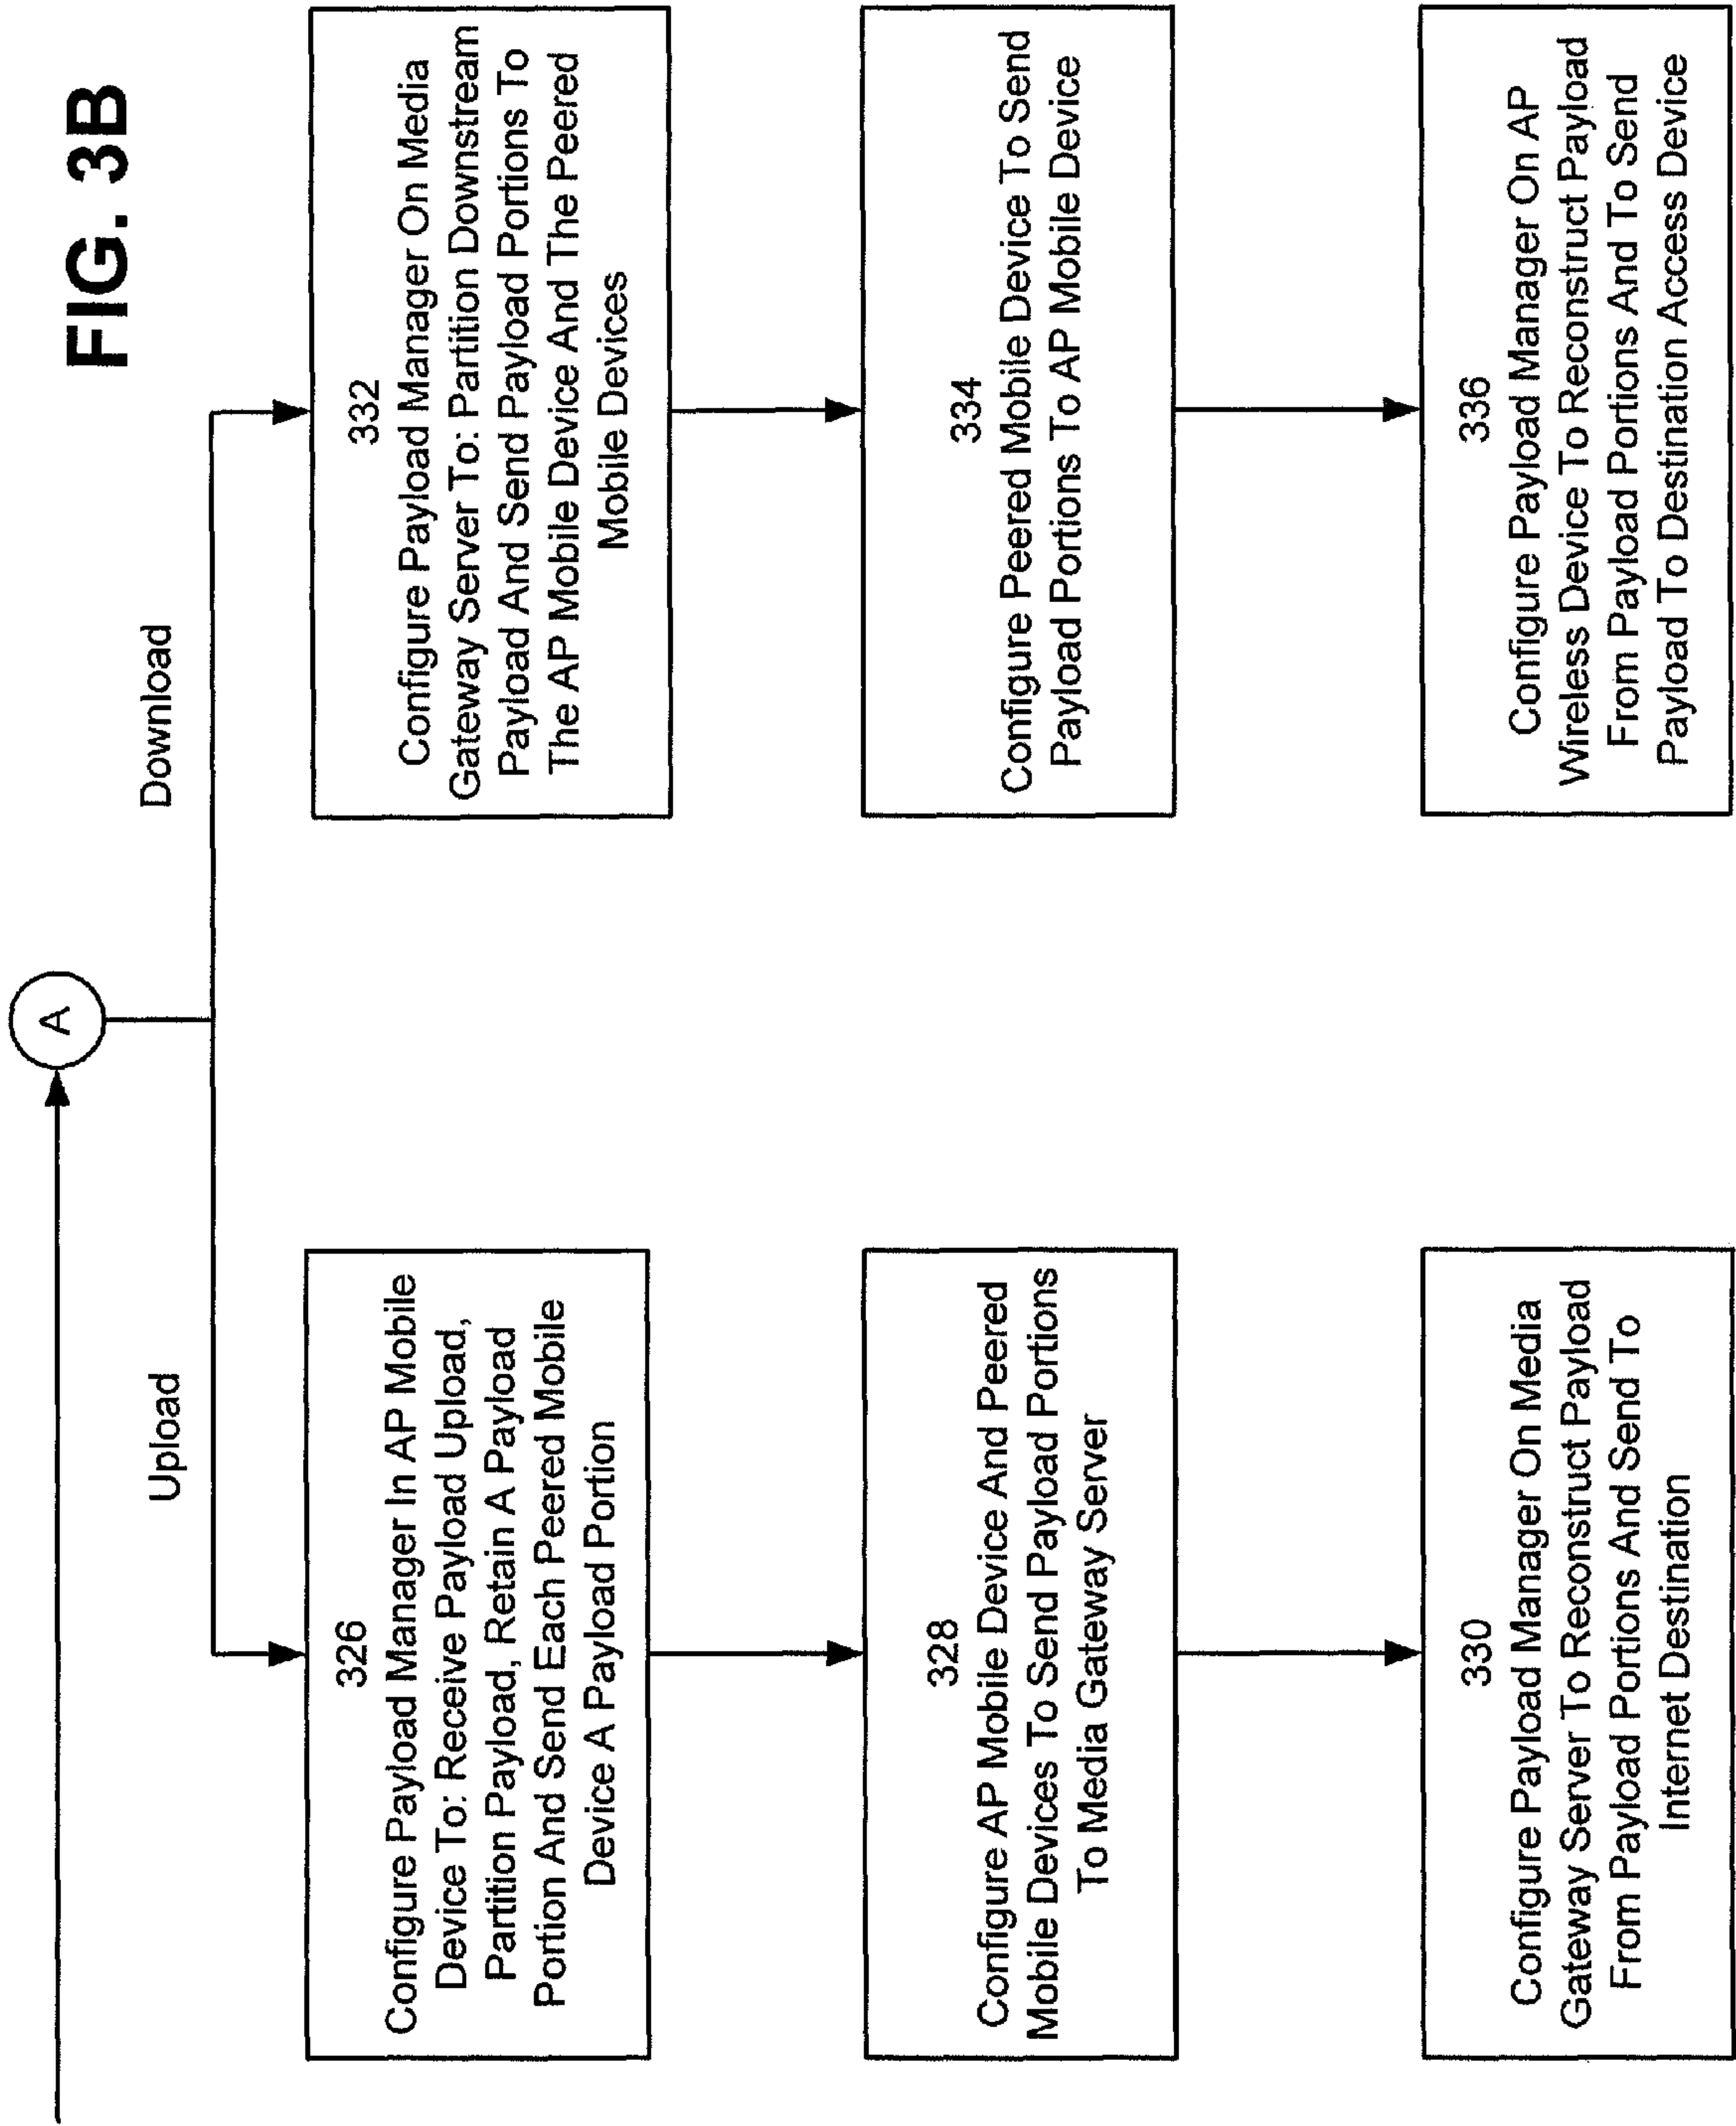 FIG. 3B
A
Upload
Download
326
Configure Payload Manager In AP Mobile
Device To: Receive Payload Upload,
Partition Payload, Retain A Payload
Portion And Send Each Peered Mobile
Device A Payload Portion
328
Configure AP Mobile Device And Peered
Mobile Devices To Send Payload Portions
To Media Gateway Server
330
Configure Payload Manager On Media
Gateway Server To Reconstruct Payload
From Payload Portions And Send To
Internet Destination
332
Configure Payload Manager On Media
Gateway Server To: Partition Downstream
Payload And Send Payload Portions To
The AP Mobile Device And The Peered
Mobile Devices
334
Configure Peered Mobile Device To Send
Payload Portions To AP Mobile Device
336
Configure Payload Manager On AP
Wireless Device To Reconstruct Payload
From Payload Portions And To Send
Payload To Destination Access Device